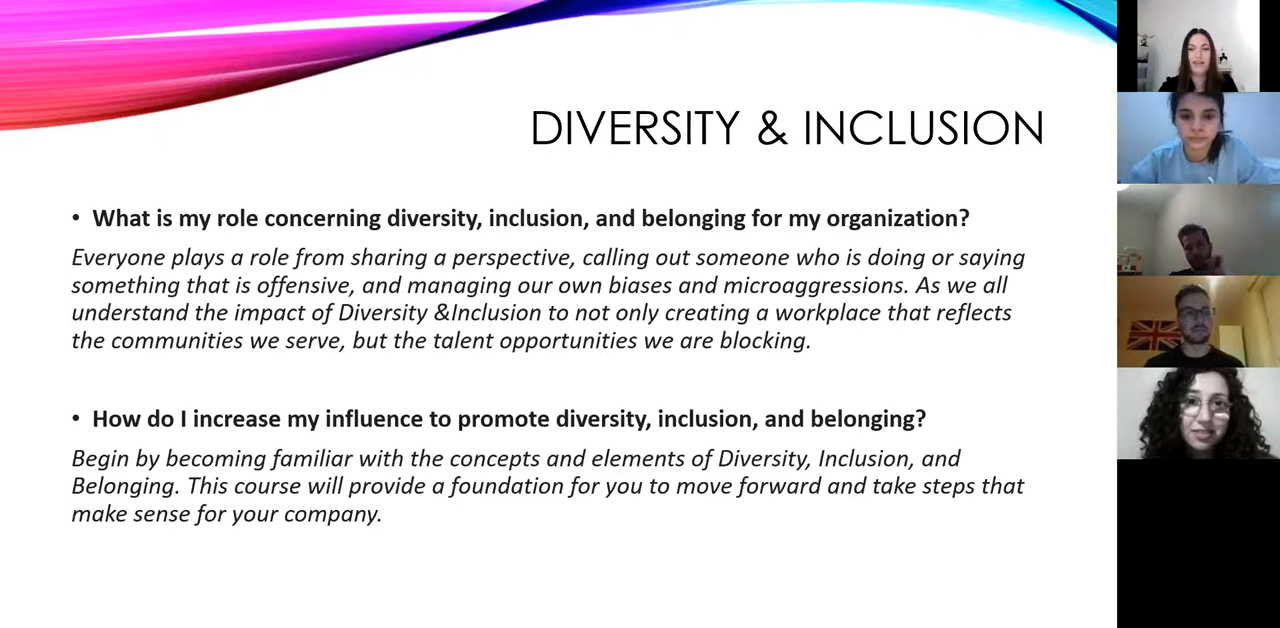 DIVERSITY & INCLUSION
• What is my role concerning diversity, inclusion, and belonging for my organization?
Everyone plays a role from sharing a perspective, calling out someone who is doing or saying
something that is offensive, and managing our own biases and microaggressions. As we all
understand the impact of Diversity &Inclusion to not only creating a workplace that reflects
the communities we serve, but the talent opportunities we are blocking.
• How do I increase my influence to promote diversity, inclusion, and belonging?
Begin by becoming familiar with the concepts and elements of Diversity, Inclusion, and
Belonging. This course will provide a foundation for you to move forward and take steps that
make sense for your company.